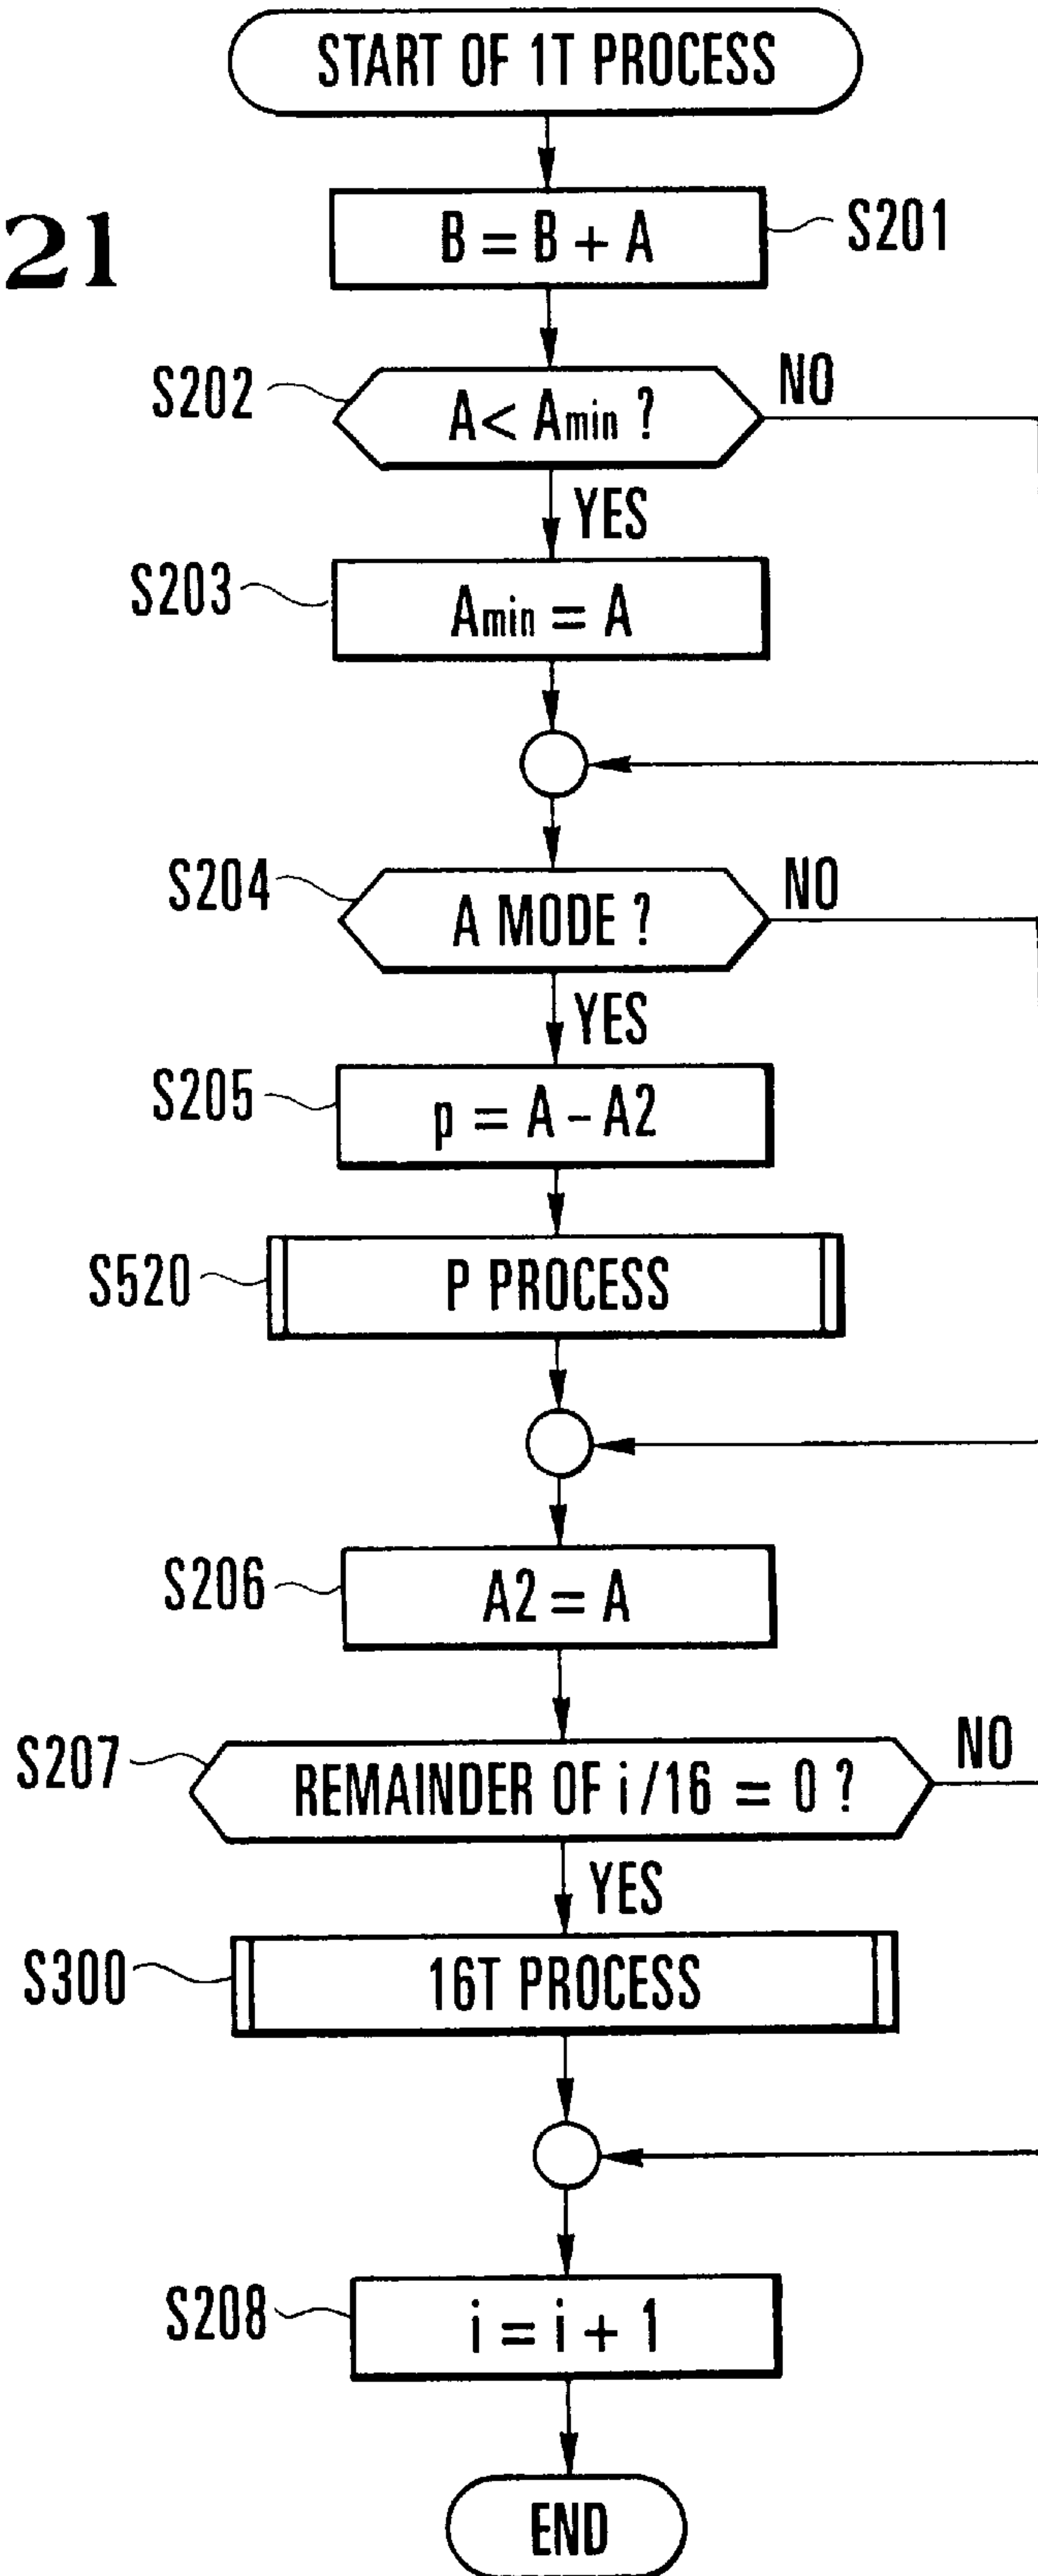 START OF 1T PROCESS
21
B = B + A
S201
S202
A < Amin ?
NO
YES
S203
Amin = A
S204
A MODE ?
NO
YES
S205
p = A - A2
S520
P PROCESS
S206
A2 = A
S207
REMAINDER OF i/16 = 0 ?
NO
YES
S300
16T PROCESS
S208
i = i + 1
END